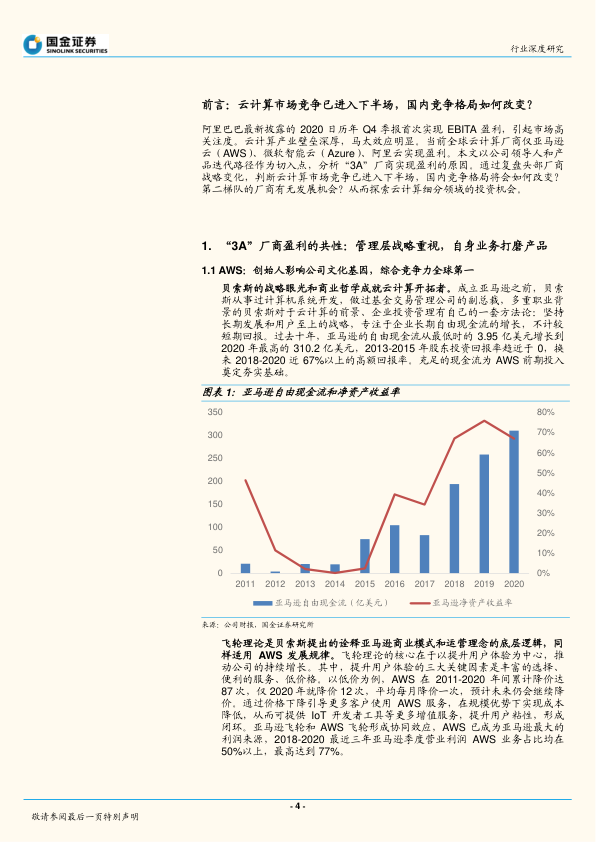 国金证券
SINOLINK SECURITIES
行业深度研究
前言：云计算市场竞争已进入下半场，国内竞争格局如何改变？
阿里巴巴最新披露的 2020 日历年 Q4 季报首次实现 EBITA 盈利，引起市场高
关注度。云计算产业壁垒深厚，马太效应明显。当前全球云计算厂商仅亚马逊
云（AWS）、微软智能云（Azure）、阿里云实现盈利。本文以公司领导人和产
品迭代路径作为切入点，分析“3A”厂商实现盈利的原因。通过复盘头部厂商
战略变化，判断云计算市场竞争已进入下半场，国内竞争格局将会如何改变？
第二梯队的厂商有无发展机会？从而探索云计算细分领域的投资机会。
1. “3A”厂商盈利的共性：管理层战略重视，自身业务打磨产品
1.1 AWS：创始人影响公司文化基因，综合竞争力全球第一
贝索斯的战略眼光和商业哲学成就云计算开拓者。成立亚马逊之前，贝索
斯从事过计算机系统开发，做过基金交易管理公司的副总裁，多重职业背
景的贝索斯对于云计算的前景、企业投资管理有自己的一套方法论：坚持
长期发展和用户至上的战略，专注于企业长期自由现金流的增长，不计较
短期回报。过去十年，亚马逊的自由现金流从最低时的 3.95 亿美元增长到
2020 年最高的 310.2 亿美元，2013-2015 年股东投资回报率趋近于 0，换
来 2018-2020 近 67%以上的高额回报率。充足的现金流为 AWS 前期投入
奠定夯实基础。
图表 1：亚马逊自由现金流和净资产收益率
350
300
250
200
150
100
50
0
80%
70%
60%
50%
40%
30%
20%
10%
0%
2011 2012 2013 2014 2015 2016 2017 2018 2019 2020
亚马逊自由现金流（亿美元） 亚马逊净资产收益率
来源：公司财报，国金证券研究所
飞轮理论是贝索斯提出的诠释亚马逊商业模式和运营理念的底层逻辑，同
样适用 AWS 发展规律。飞轮理论的核心在于以提升用户体验为中心，推
动公司的持续增长。其中，提升用户体验的三大关键因素是丰富的选择、
便利的服务、低价格。以低价为例，AWS 在 2011-2020 年间累计降价达
87 次，仅 2020 年就降价 12 次，平均每月降价一次，预计未来仍会继续降
价。通过价格下降引导更多客户使用 AWS 服务，在规模优势下实现成本
降低，从而可提供 IoT 开发者工具等更多增值服务，提升用户粘性，形成
闭环。亚马逊飞轮和 AWS 飞轮形成协同效应，AWS 已成为亚马逊最大的
利润来源，2018-2020 最近三年亚马逊季度营业利润 AWS 业务占比均在
50%以上，最高达到 77%。
- 4 -
敬请参阅最后一页特别声明